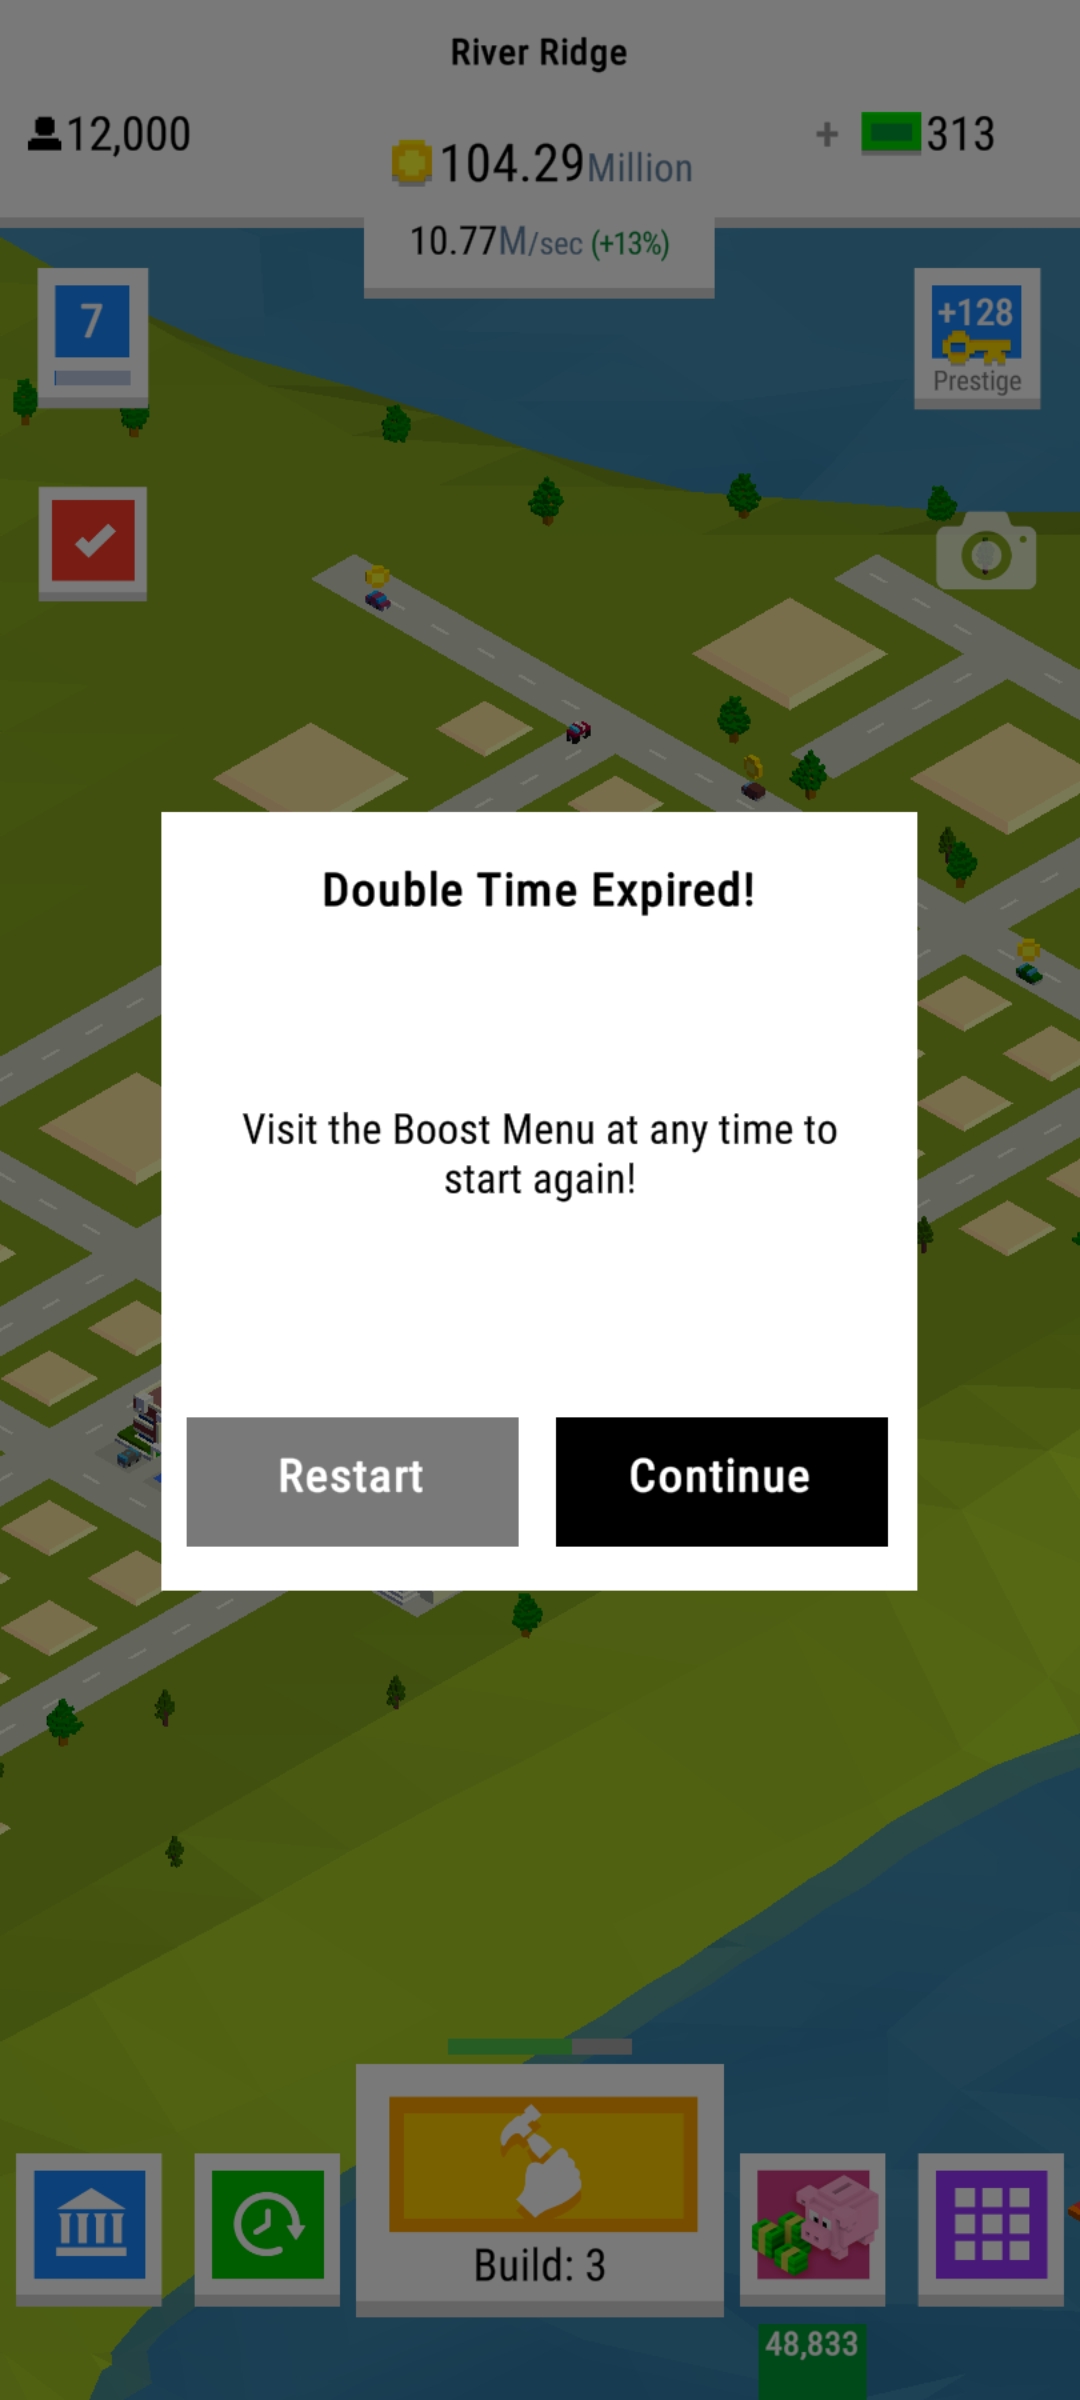 River Ridge
12,000
104.29Million
+ 313
10.77M/sec (+13%)
7
+128
Prestige
Double Time Expired!
Visit the Boost Menu at any time to
start again!
Restart
Continue
Build: 3
48,833